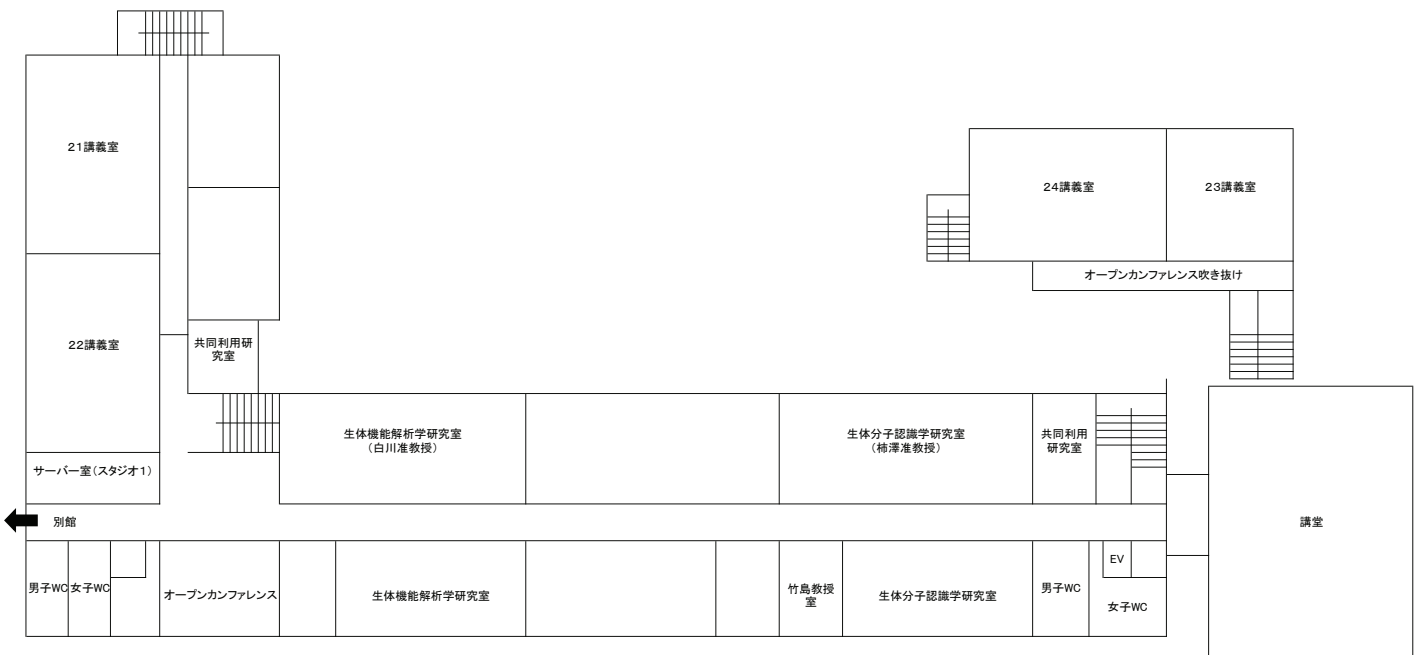 21講義室
24講義室
23講義室
オープンカンファレンス吹き抜け
22講義室
共同利用研
究室
生体機能解析学研究室
（白川准教授）
生体分子認識学研究室
（柿澤准教授）
共同利用
研究室
サーバー室（スタジオ１）
別館
講堂
男子WC
女子WC
オープンカンファレンス
生体機能解析学研究室
竹島教授
室
生体分子認識学研究室
男子WC
EV
女子WC